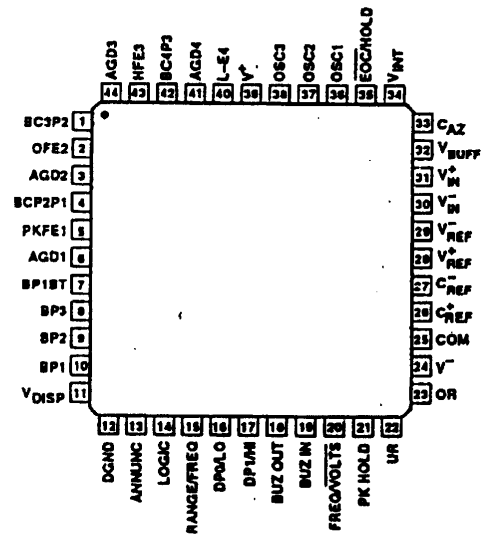 AGD3
HFE3
BC4P3
AGD4
L-E4
V+
OSC3
OSC2
OSC1
EOC/HOLD
VINT
44
43
42
41
40
39
38
37
36
35
34
BC3P2 1
OFE2 2
AGD2 3
BCP2P1 4
PKFE1 5
AGD1 6
BP1BT 7
BP3 8
BP2 9
BP1 10
VDISP 11
33 CAZ
32 VBUFF
31 V+IN
30 V-IN
29 V-REF
28 V+REF
27 C-REF
26 C+REF
25 COM
24 V-
23 OR
12
13
14
15
16
17
18
19
20
21
22
DGND
ANNUNC
LOGIC
RANGE/FREQ
DP0/LO
DP1/HI
BUZ OUT
BUZ IN
FREQ/VOLTS
PK HOLD
UR